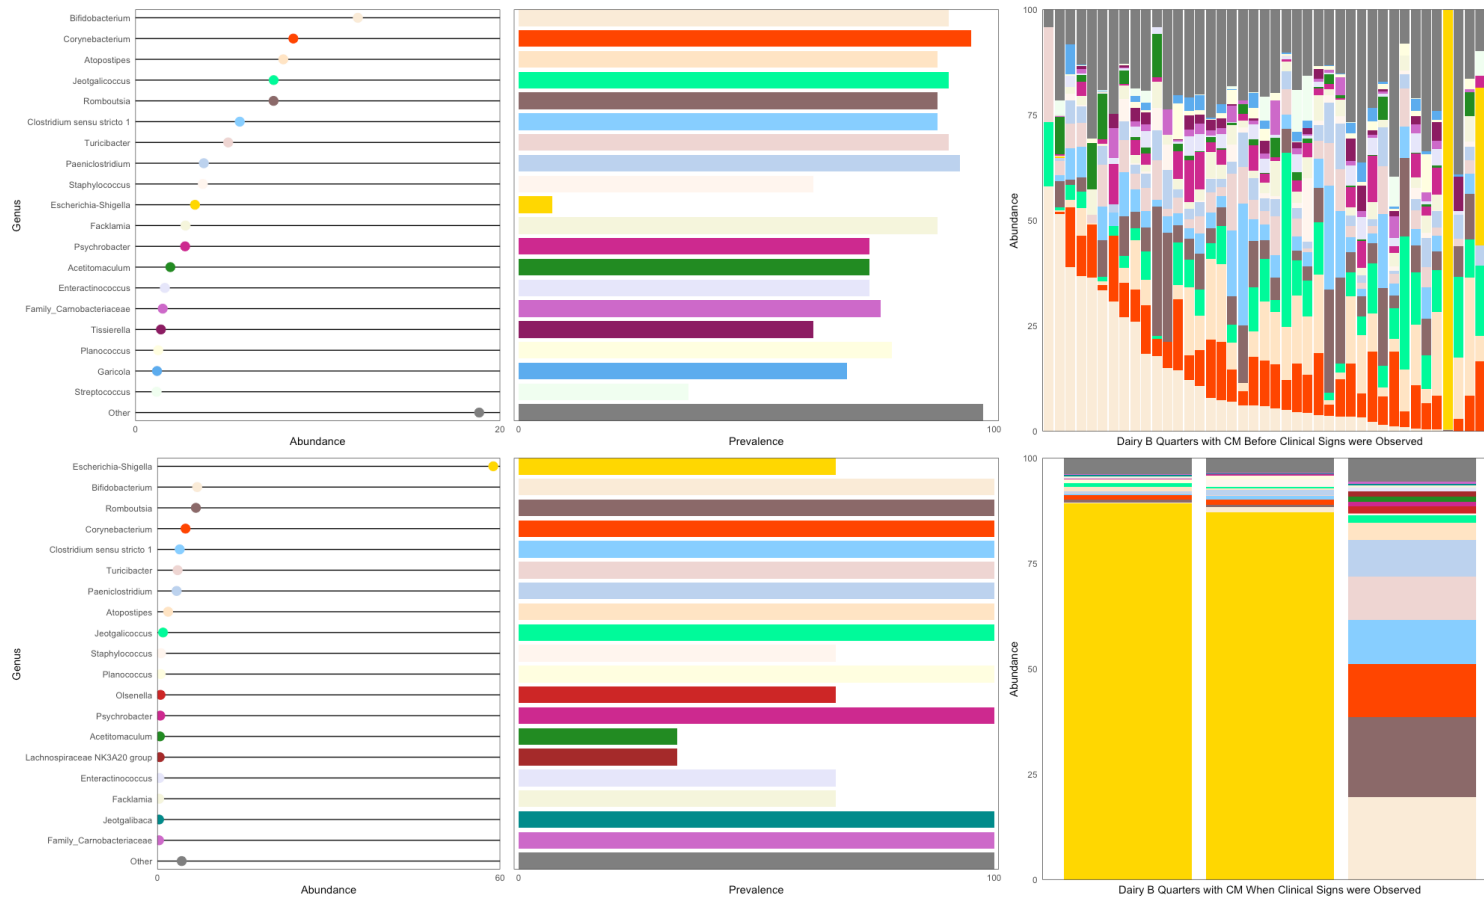 Genus
Bifidobacterium
Corynebacterium
Atopostipes
Jeotgalicoccus
Romboutsia
Clostridium sensu stricto 1
Turicibacter
Paeniclostridium
Staphylococcus
Escherichia-Shigella
Facklamia
Psychrobacter
Acetitomaculum
Enteractinococcus
Family_Carnobacteriaceae
Tissierella
Planococcus
Garicola
Streptococcus
Other
0
20
Abundance
0
100
Prevalence
Abundance
100
75
50
25
0
Dairy B Quarters with CM Before Clinical Signs were Observed
Genus
Escherichia-Shigella
Bifidobacterium
Romboutsia
Corynebacterium
Clostridium sensu stricto 1
Turicibacter
Paeniclostridium
Atopostipes
Jeotgalicoccus
Staphylococcus
Planococcus
Olsenella
Psychrobacter
Acetitomaculum
Lachnospiraceae NK3A20 group
Enteractinococcus
Facklamia
Jeotgalibaca
Family_Carnobacteriaceae
Other
0
60
Abundance
0
100
Prevalence
Abundance
100
75
50
25
0
Dairy B Quarters with CM When Clinical Signs were Observed